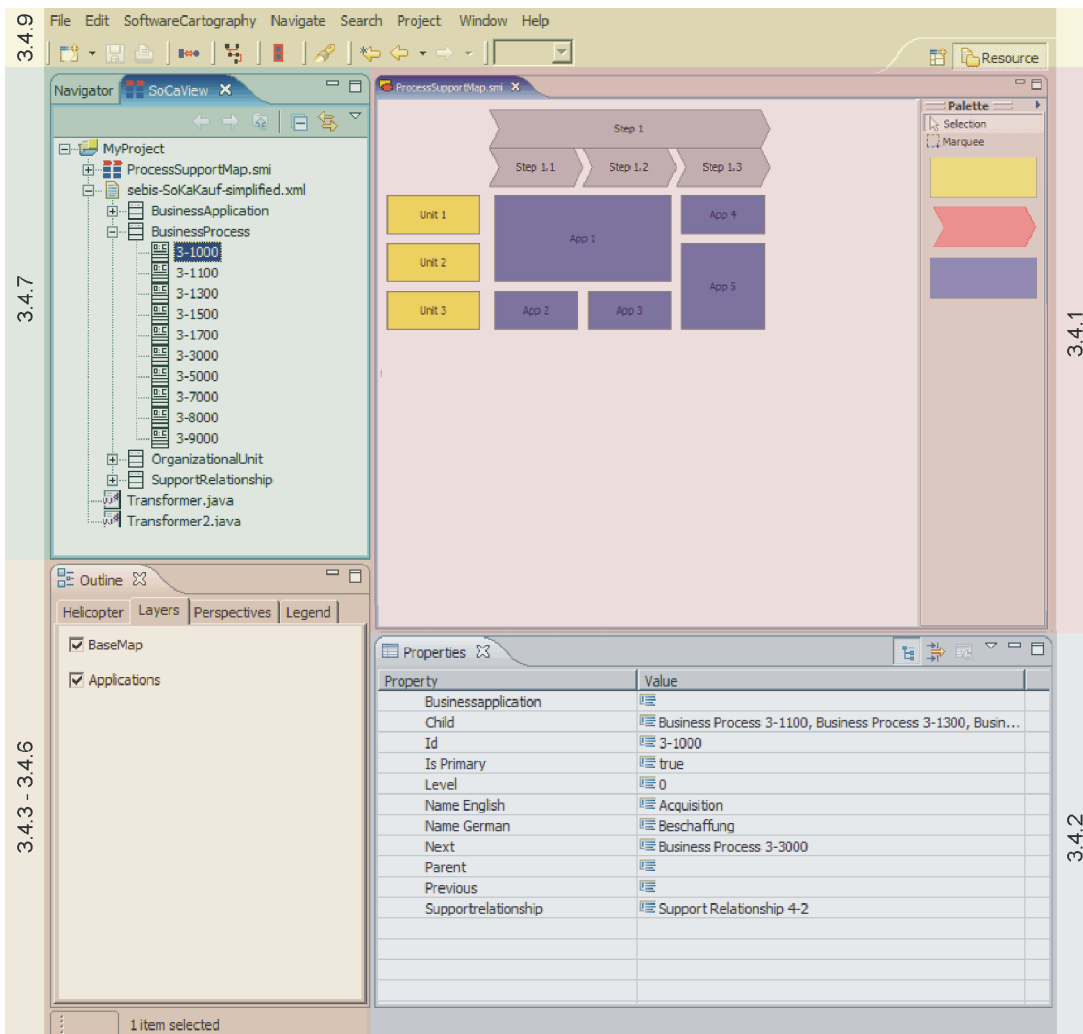 3.4.9
File Edit SoftwareCartography Navigate Search Project Window Help
Resource
3.4.7
Navigator SoCaView
MyProject
ProcessSupportMap.smi
sebis-SoKaKauf-simplified.xml
BusinessApplication
BusinessProcess
3-1000
3-1100
3-1300
3-1500
3-1700
3-3000
3-5000
3-7000
3-8000
3-9000
OrganizationalUnit
SupportRelationship
Transformer.java
Transformer2.java
ProcessSupportMap.smi
Step 1
Step 1.1 Step 1.2 Step 1.3
Unit 1
Unit 2
Unit 3
App 1
App 2
App 3
App 4
App 5
Palette
Selection
Marquee
3.4.1
3.4.3 - 3.4.6
Outline
Helicopter Layers Perspectives Legend
BaseMap
Applications
Properties
Property Value
Businessapplication
Child Business Process 3-1100, Business Process 3-1300, Busin...
Id 3-1000
Is Primary true
Level 0
Name English Acquisition
Name German Beschaffung
Next Business Process 3-3000
Parent
Previous
Supportrelationship Support Relationship 4-2
3.4.2
1 item selected